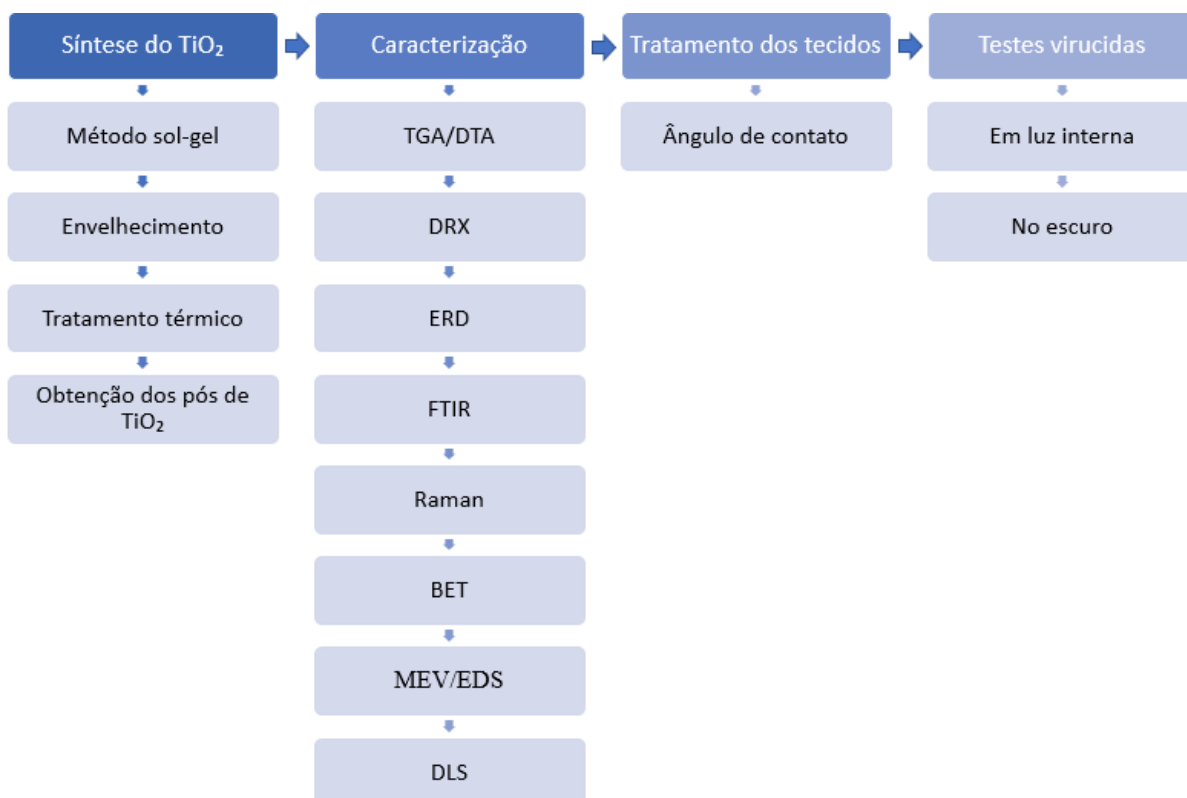 Síntese do TiO₂
Método sol-gel
Envelhecimento
Tratamento térmico
Obtenção dos pós de
TiO₂
Caracterização
TGA/DTA
DRX
ERD
FTIR
Raman
BET
MEV/EDS
DLS
Tratamento dos tecidos
Ângulo de contato
Testes virucidas
Em luz interna
No escuro